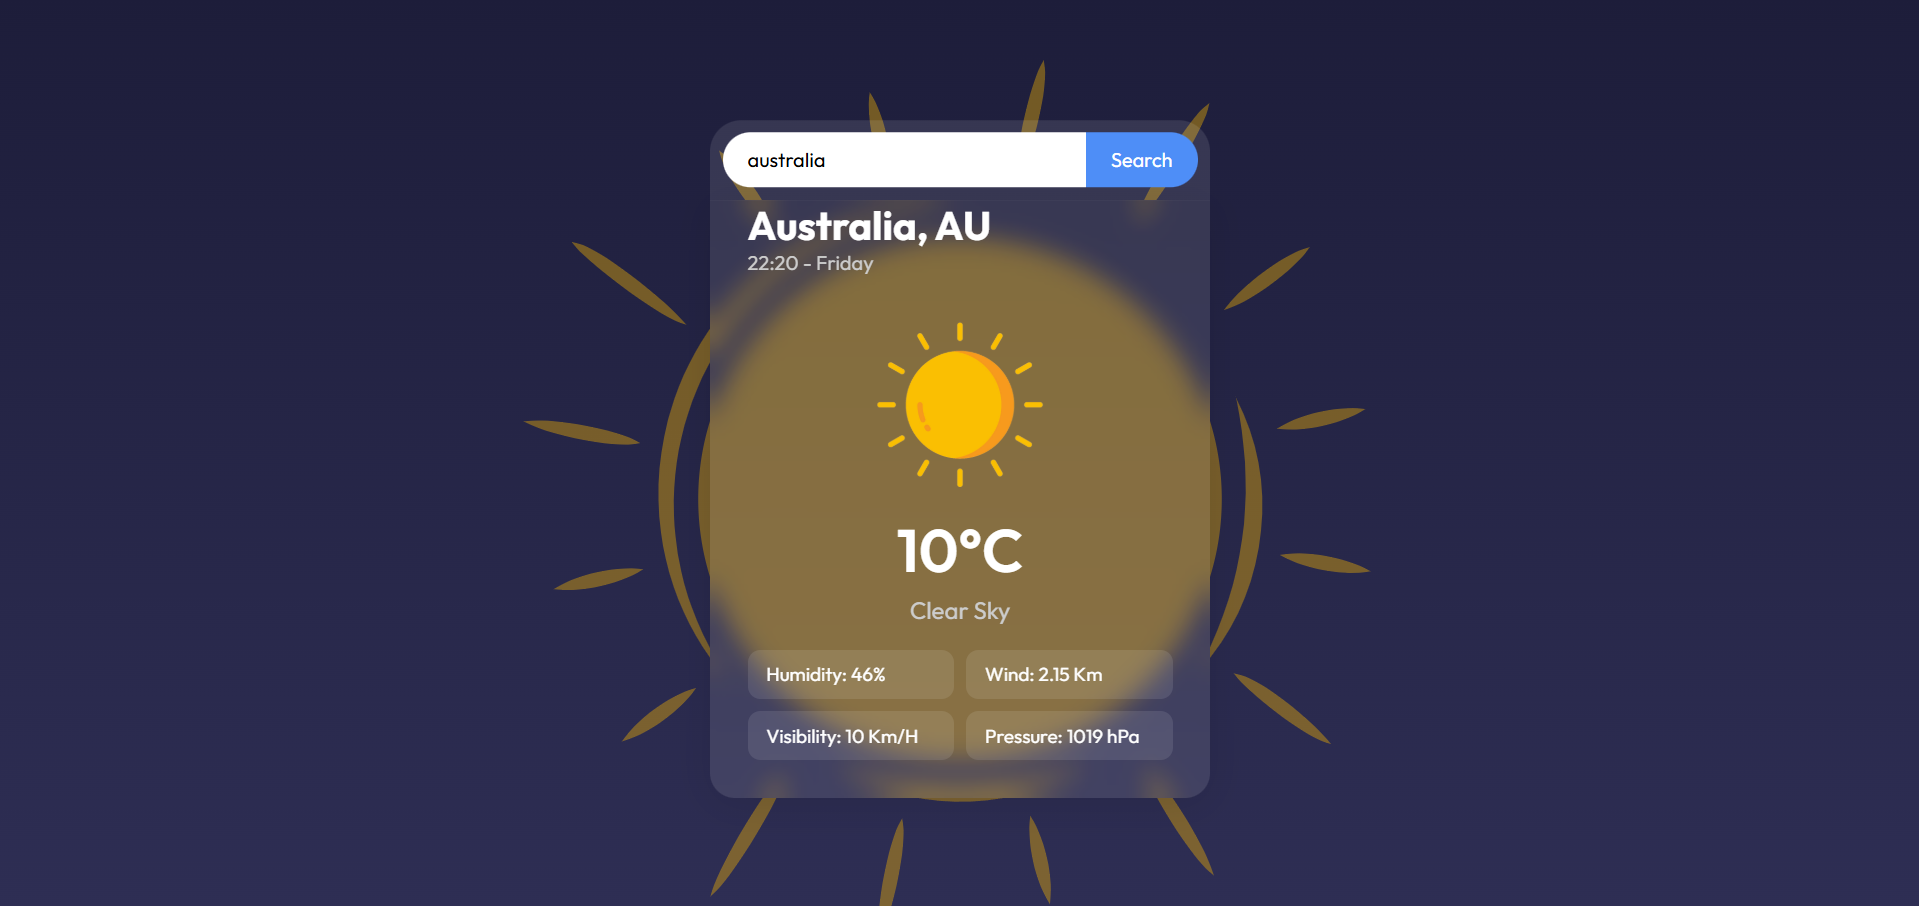 australia Search
Australia, AU
22:20 - Friday
10°C
Clear Sky
Humidity: 46% Wind: 2.15 Km
Visibility: 10 Km/H Pressure: 1019 hPa